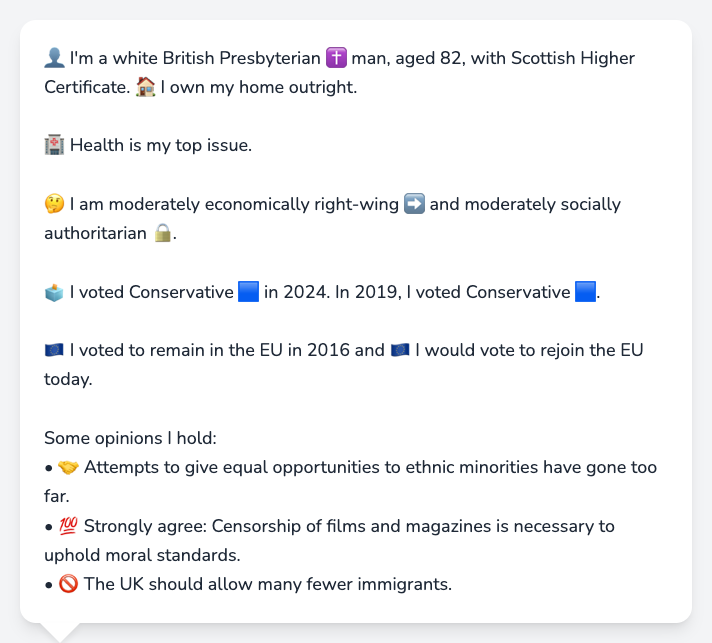 👤 I'm a white British Presbyterian ✝️ man, aged 82, with Scottish Higher
Certificate. 🏠 I own my home outright.
🏥 Health is my top issue.
🤔 I am moderately economically right-wing ➡️ and moderately socially
authoritarian 🔒.
🗳️ I voted Conservative 🟦 in 2024. In 2019, I voted Conservative 🟦.
🇪🇺 I voted to remain in the EU in 2016 and 🇪🇺 I would vote to rejoin the EU
today.
Some opinions I hold:
• 🤝 Attempts to give equal opportunities to ethnic minorities have gone too
far.
• 💯 Strongly agree: Censorship of films and magazines is necessary to
uphold moral standards.
• 🚫 The UK should allow many fewer immigrants.